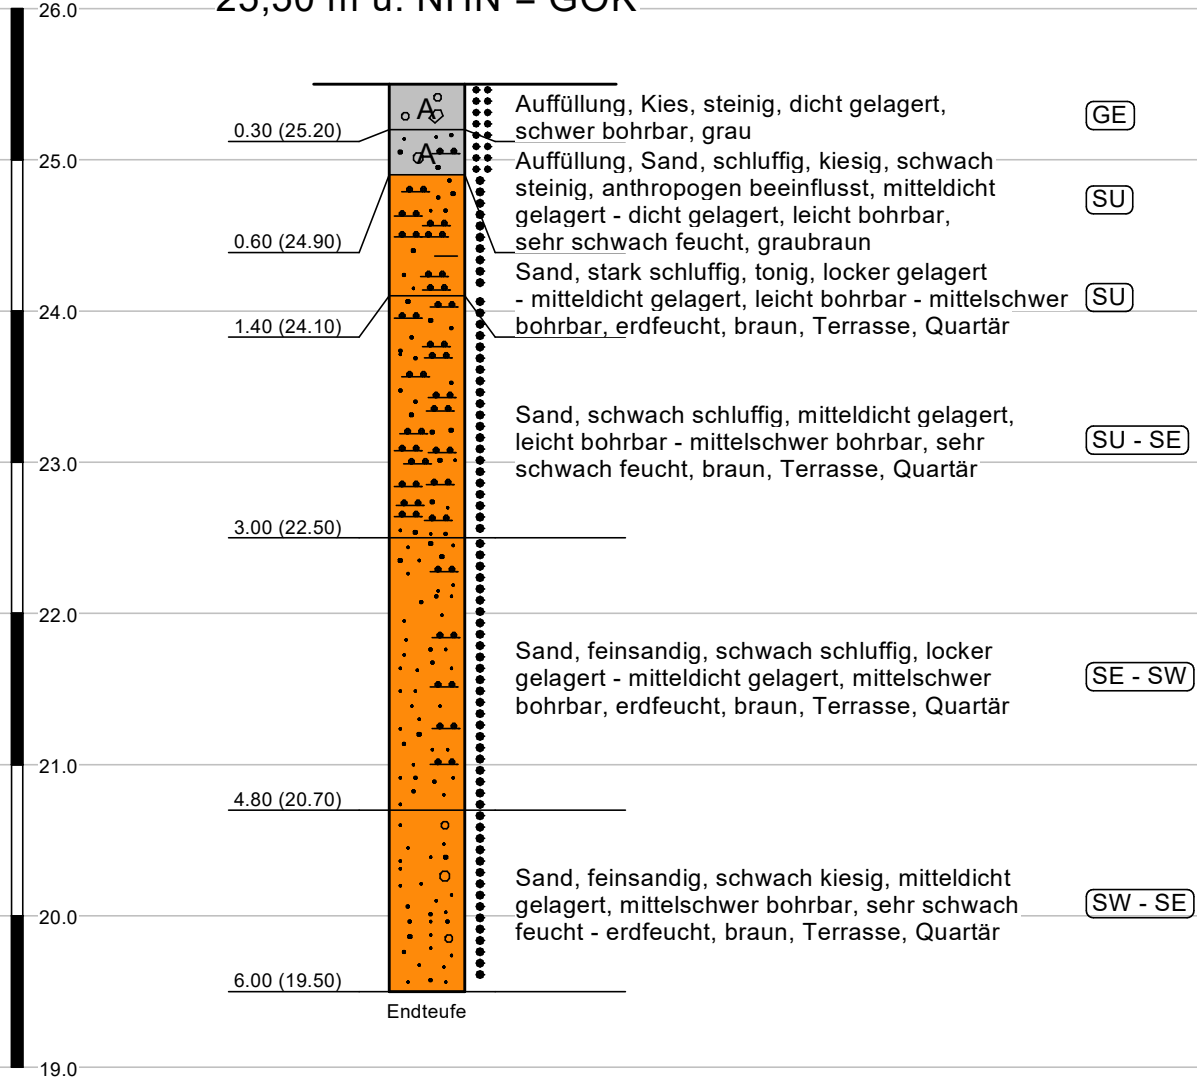 25,50 m ü. NHN = GOK
26.0
Auffüllung, Kies, steinig, dicht gelagert,
schwer bohrbar, grau
GE
A
0.30 (25.20)
25.0
A
Auffüllung, Sand, schluffig, kiesig, schwach
steinig, anthropogen beeinflusst, mitteldicht
gelagert - dicht gelagert, leicht bohrbar,
sehr schwach feucht, graubraun
SU
0.60 (24.90)
Sand, stark schluffig, tonig, locker gelagert
- mitteldicht gelagert, leicht bohrbar - mittelschwer
bohrbar, erdfeucht, braun, Terrasse, Quartär
SU
24.0
1.40 (24.10)
Sand, schwach schluffig, mitteldicht gelagert,
leicht bohrbar - mittelschwer bohrbar, sehr
schwach feucht, braun, Terrasse, Quartär
SU - SE
23.0
3.00 (22.50)
22.0
Sand, feinsandig, schwach schluffig, locker
gelagert - mitteldicht gelagert, mittelschwer
bohrbar, erdfeucht, braun, Terrasse, Quartär
SE - SW
21.0
4.80 (20.70)
Sand, feinsandig, schwach kiesig, mitteldicht
gelagert, mittelschwer bohrbar, sehr schwach
feucht - erdfeucht, braun, Terrasse, Quartär
SW - SE
20.0
6.00 (19.50)
Endteufe
19.0